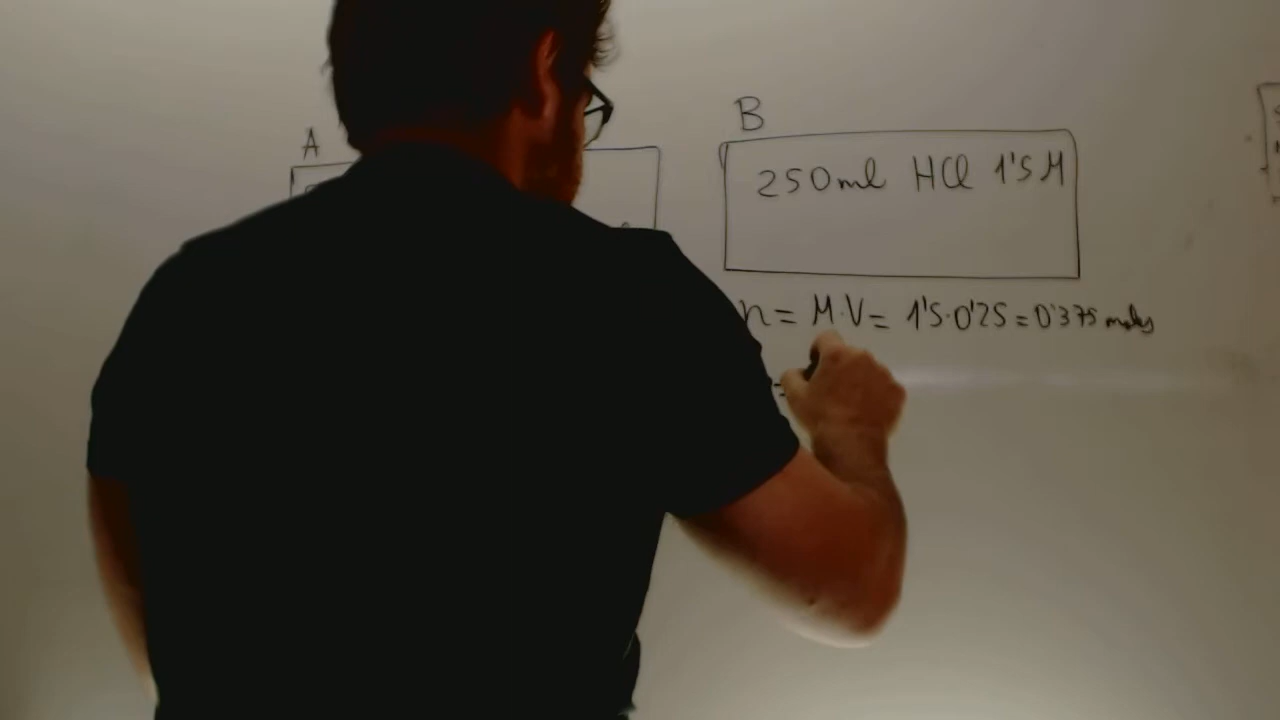 A
B
250ml HCl 1'5M
n = M·V = 1'5·0'25 = 0'375 moles
=